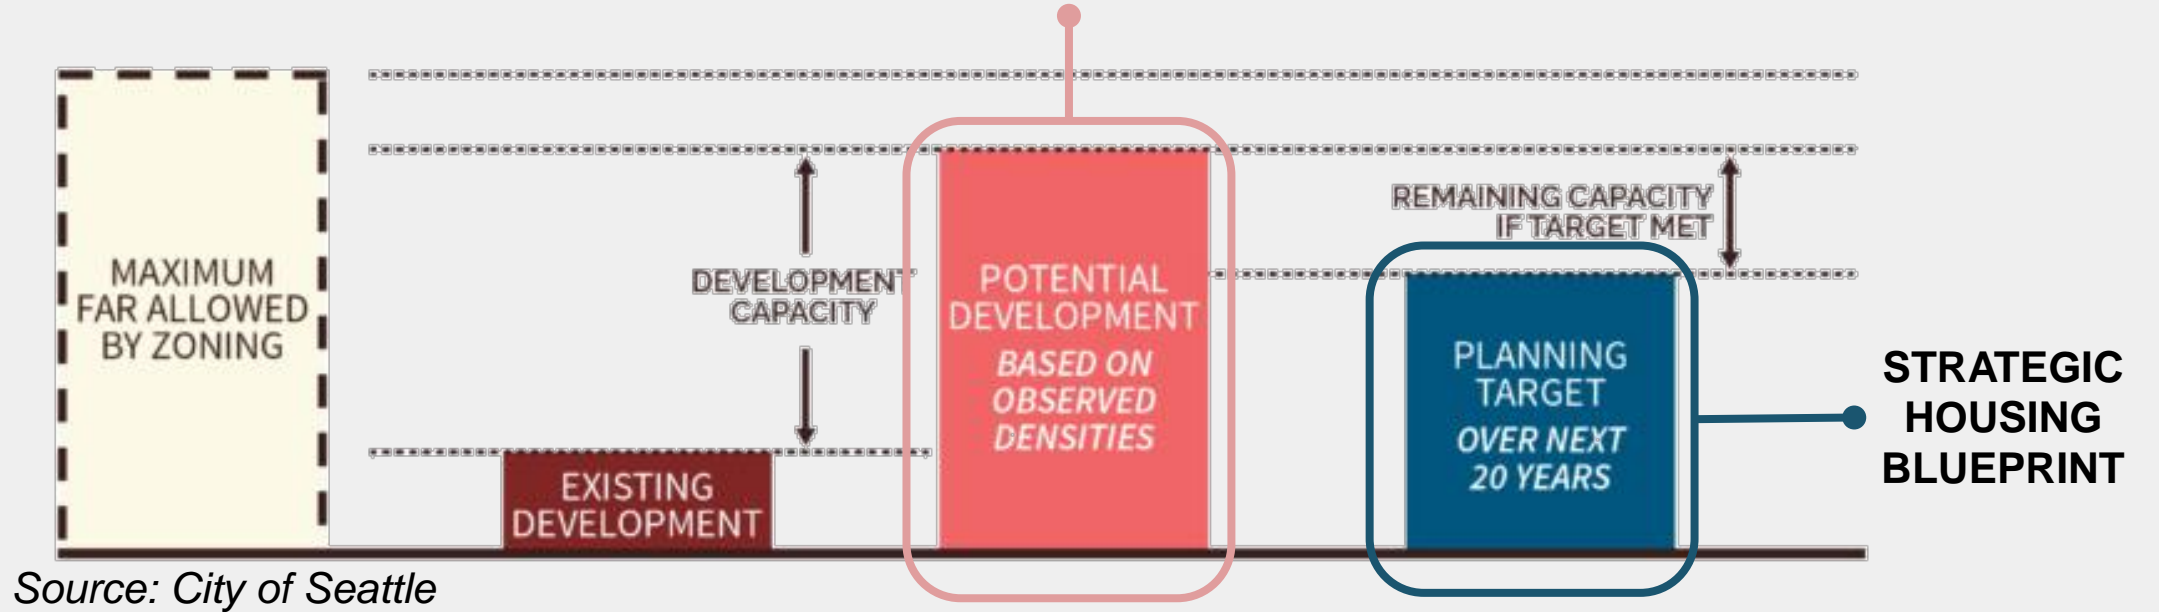 MAXIMUM
FAR ALLOWED
BY ZONING
EXISTING
DEVELOPMENT
DEVELOPMENT
CAPACITY
POTENTIAL
DEVELOPMENT
BASED ON
OBSERVED
DENSITIES
REMAINING CAPACITY
IF TARGET MET
PLANNING
TARGET
OVER NEXT
20 YEARS
STRATEGIC
HOUSING
BLUEPRINT
Source: City of Seattle